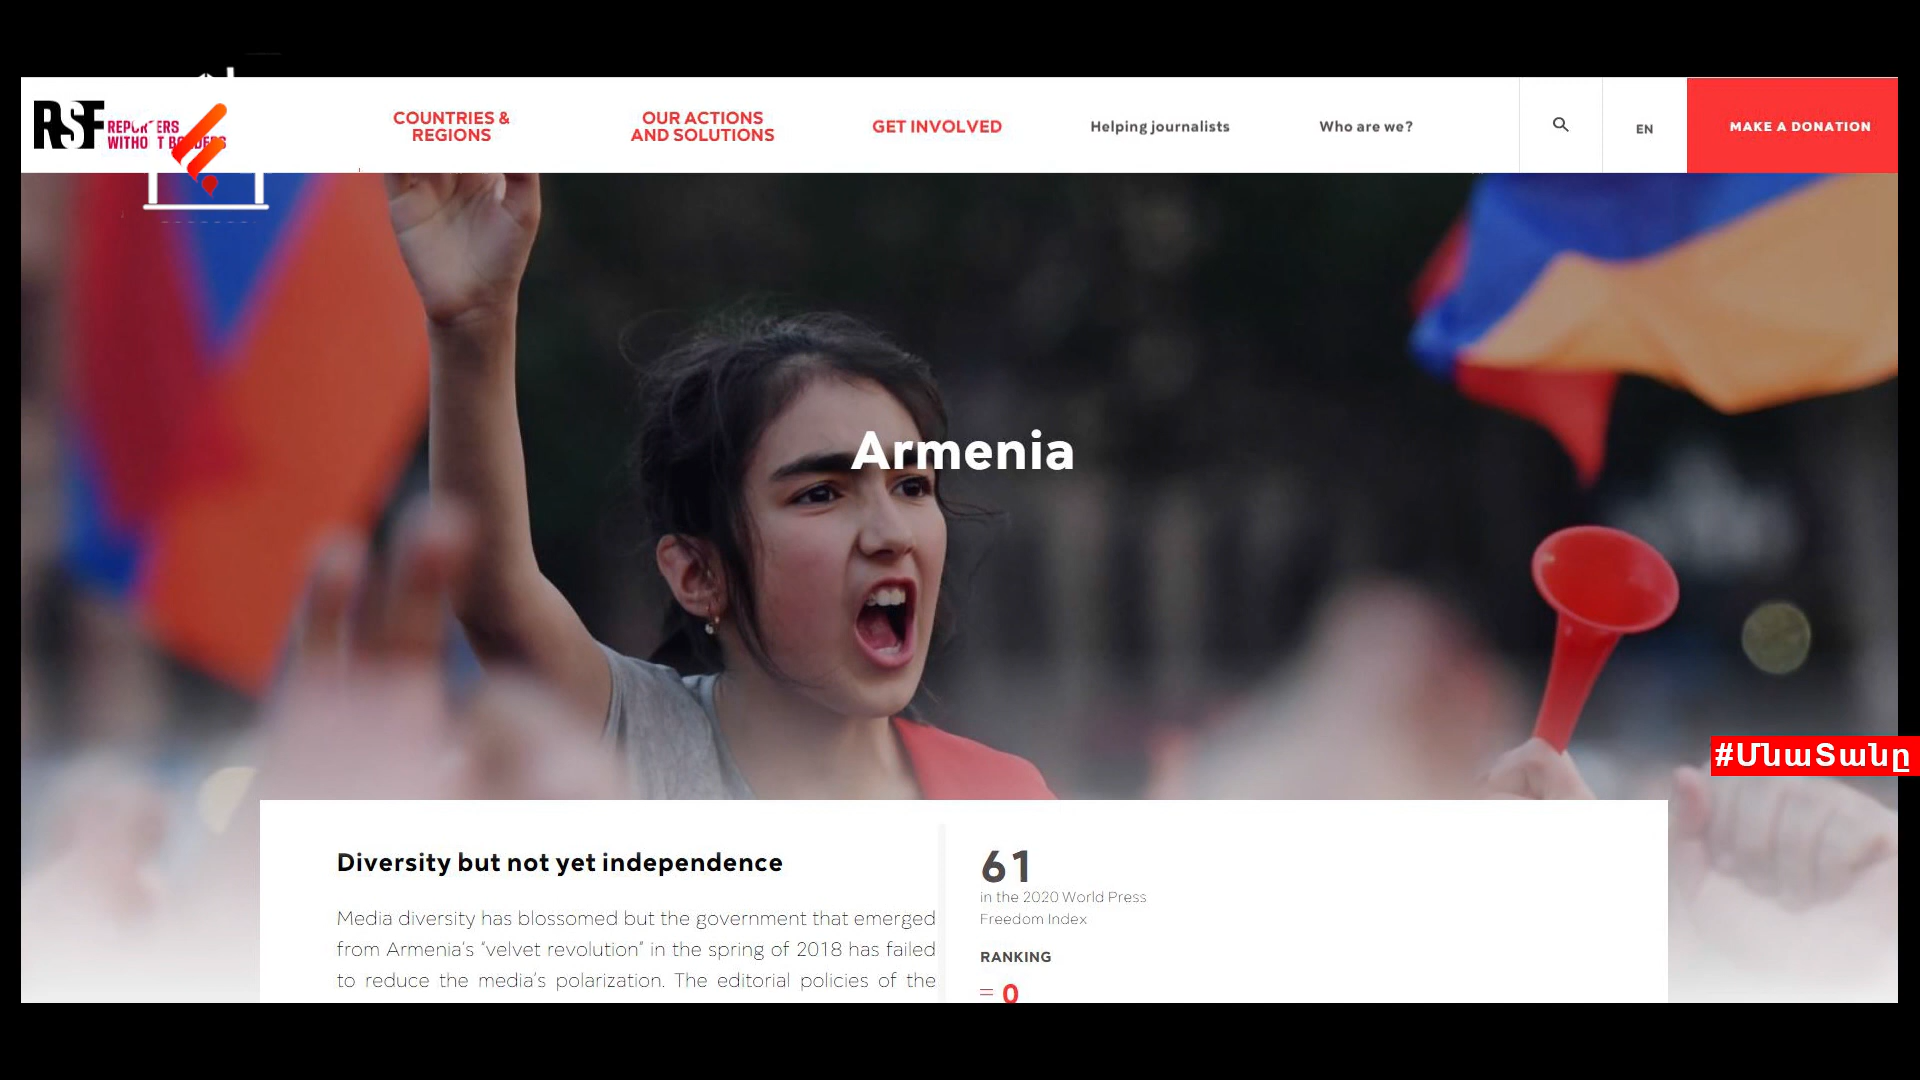 RSF REPORTERS
WITHOUT BORDERS
COUNTRIES &
REGIONS
OUR ACTIONS
AND SOLUTIONS
GET INVOLVED
Helping journalists
Who are we?
EN
MAKE A DONATION
Armenia
#ՄնաՏանը
Diversity but not yet independence
Media diversity has blossomed but the government that emerged
from Armenia's “velvet revolution” in the spring of 2018 has failed
to reduce the media's polarization. The editorial policies of the
61
in the 2020 World Press
Freedom Index
RANKING
= 0